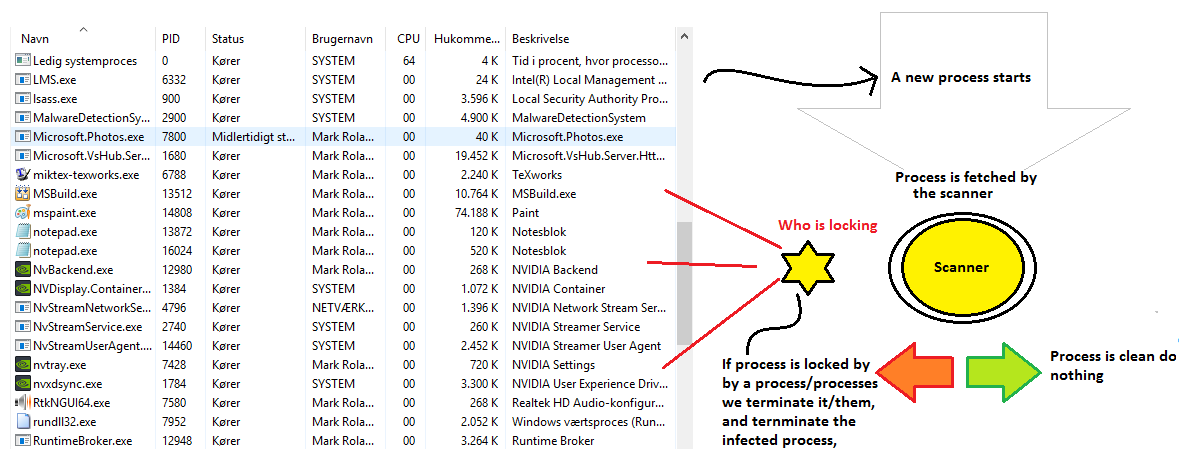 Navn PID Status Brugernavn CPU Hukomme... Beskrivelse
Ledig systemproces 0 Kører SYSTEM 64 4 K Tid i procent, hvor processo...
LMS.exe 6332 Kører SYSTEM 00 24 K Intel(R) Local Management ...
lsass.exe 900 Kører SYSTEM 00 3.596 K Local Security Authority Pro...
MalwareDetectionSy... 2900 Kører SYSTEM 00 4.900 K MalwareDetectionSystem
Microsoft.Photos.exe 7800 Midlertidigt st... Mark Rola... 00 40 K Microsoft.Photos.exe
Microsoft.VsHub.Ser... 1680 Kører Mark Rola... 00 19.452 K Microsoft.VsHub.Server.Htt...
miktex-texworks.exe 6788 Kører Mark Rola... 00 2.240 K TeXworks
MSBuild.exe 13512 Kører Mark Rola... 00 10.764 K MSBuild.exe
mspaint.exe 14808 Kører Mark Rola... 00 74.188 K Paint
notepad.exe 13872 Kører Mark Rola... 00 120 K Notesblok
notepad.exe 16024 Kører Mark Rola... 00 520 K Notesblok
NvBackend.exe 12980 Kører Mark Rola... 00 268 K NVIDIA Backend
NVDisplay.Container... 1384 Kører SYSTEM 00 1.072 K NVIDIA Container
NvStreamNetworkSe... 4796 Kører NETVÆRK... 00 1.396 K NVIDIA Network Stream Ser...
NvStreamService.exe 2740 Kører SYSTEM 00 260 K NVIDIA Streamer Service
NvStreamUserAgent.... 14460 Kører SYSTEM 00 2.452 K NVIDIA Streamer User Agent
nvtray.exe 7428 Kører Mark Rola... 00 720 K NVIDIA Settings
nvxdsync.exe 1784 Kører SYSTEM 00 3.300 K NVIDIA User Experience Driv...
RtkNGUI64.exe 7580 Kører Mark Rola... 00 268 K Realtek HD Audio-konfigur...
rundll32.exe 7952 Kører Mark Rola... 00 2.052 K Windows værtsproces (Run...
RuntimeBroker.exe 12948 Kører Mark Rola... 00 3.264 K Runtime Broker
A new process starts
Process is fetched by
the scanner
Who is locking
Scanner
If process is locked by
by a process/processes
we terminate it/them,
and ternminate the
infected process,
Process is clean do
nothing